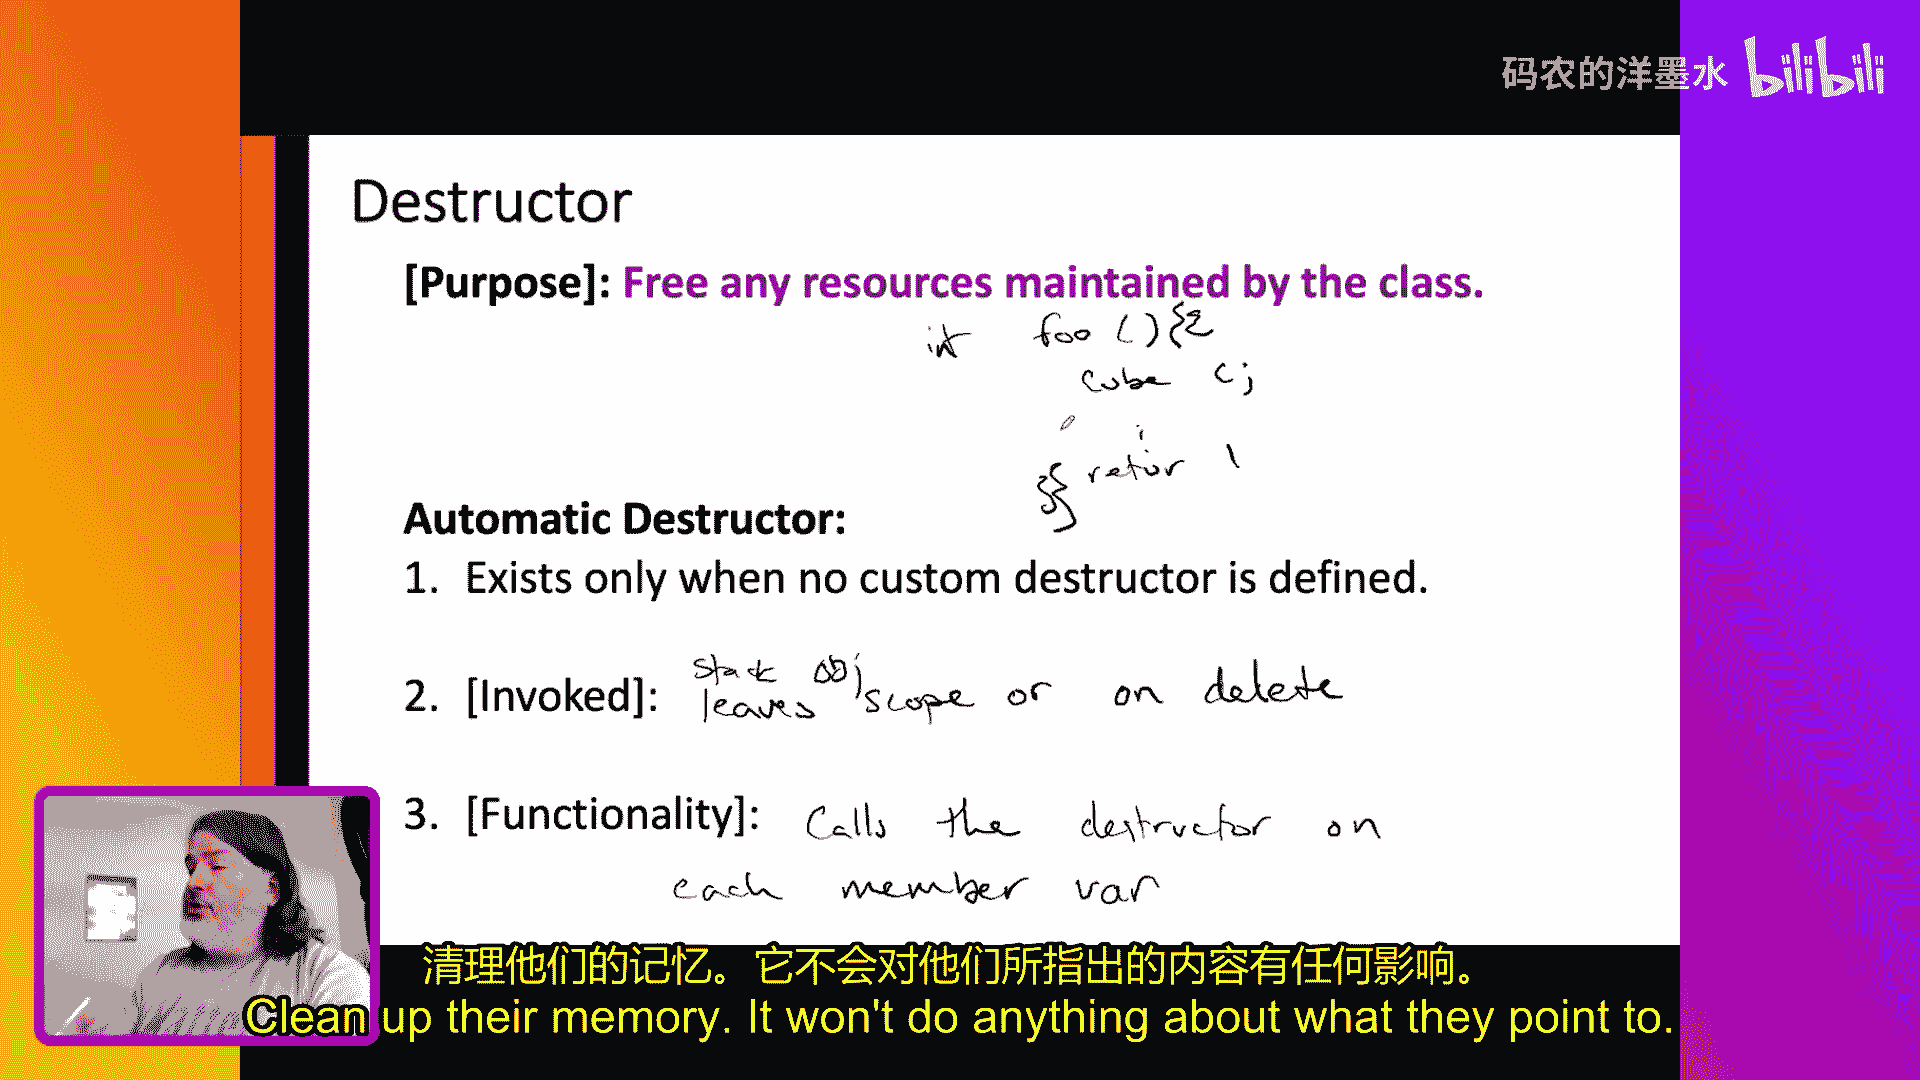 码农的洋墨水 bilibili
Destructor
[Purpose]: Free any resources maintained by the class.
int foo () {{
cube c;
}} retur 1
Automatic Destructor:
1. Exists only when no custom destructor is defined.
2. [Invoked]: stack obj leaves scope or on delete
3. [Functionality]: Calls the destructor on
each member var
清理他们的记忆。它不会对他们所指出的内容有任何影响。
Clean up their memory. It won't do anything about what they point to.